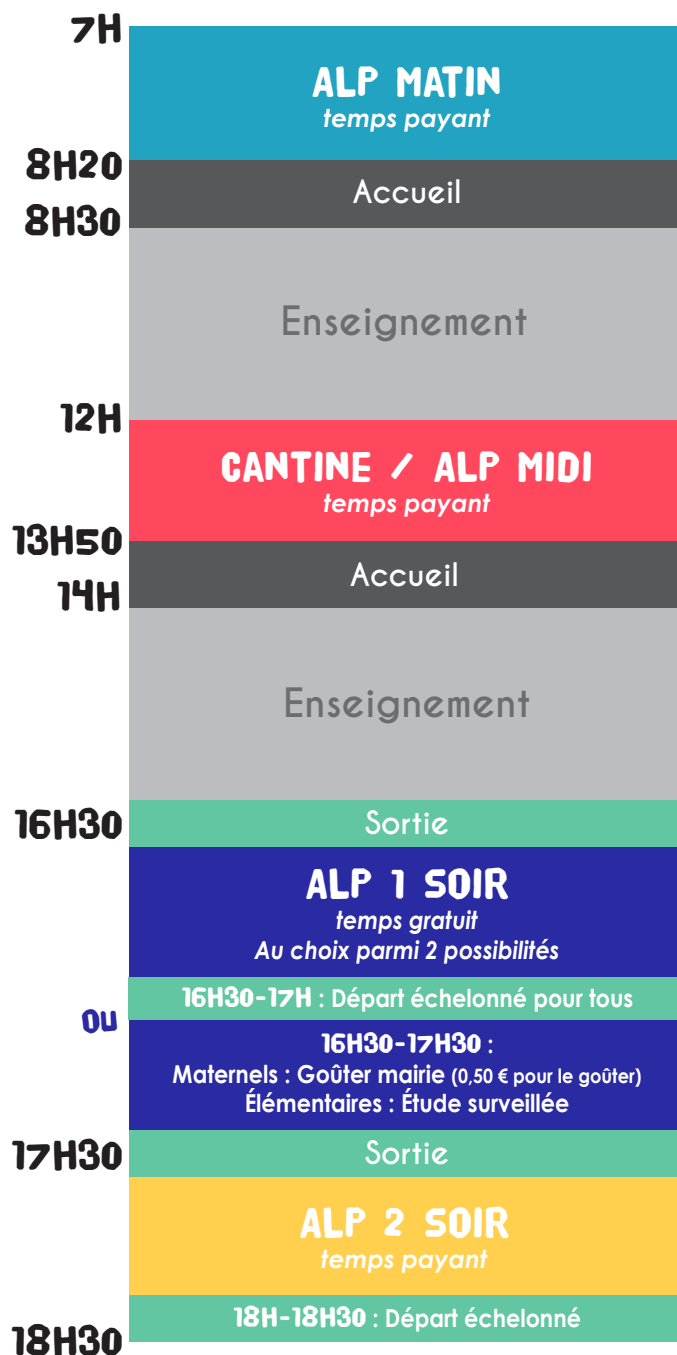 7H
ALP MATIN
temps payant
8H20
Accueil
8H30
Enseignement
12H
CANTINE / ALP MIDI
temps payant
13H50
Accueil
14H
Enseignement
16H30
Sortie
ALP 1 SOIR
temps gratuit
Au choix parmi 2 possibilités
16H30-17H : Départ échelonné pour tous
OU
16H30-17H30 :
Maternels : Goûter mairie (0,50 € pour le goûter)
Élémentaires : Étude surveillée
17H30
Sortie
ALP 2 SOIR
temps payant
18H-18H30 : Départ échelonné
18H30